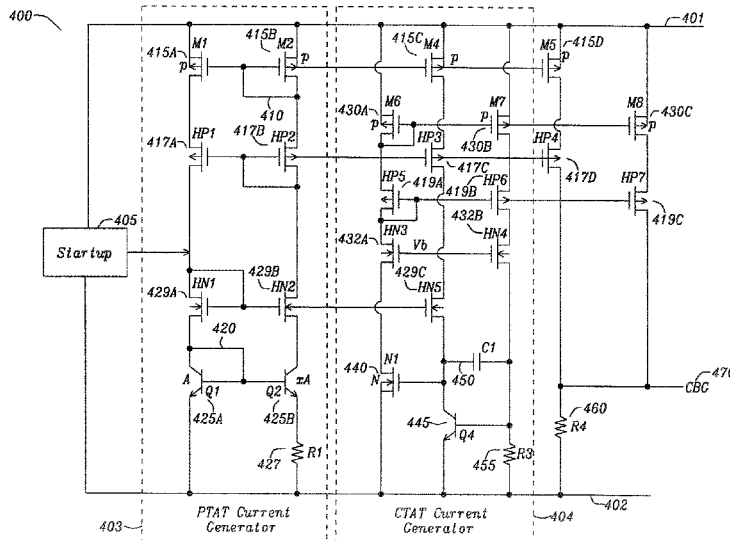 400
401
415A
M1
p
415B
M2
p
415C
M4
p
M5
415D
p
410
430A
M6
p
M7
p
430B
M8
430C
p
417A
HP1
417B
HP2
HP3
417C
HP4
417D
HP5
419A
419B
HP6
HP7
419C
405
Startup
432A
HN3
Vb
432B
HN4
429A
HN1
429B
HN2
429C
HN5
420
440
N1
N
C1
450
470
CBG
A
Q1
425A
xA
Q2
425B
445
Q4
460
R4
427
R1
455
R3
402
403
PTAT Current
Generator
CTAT Current
Generator
404